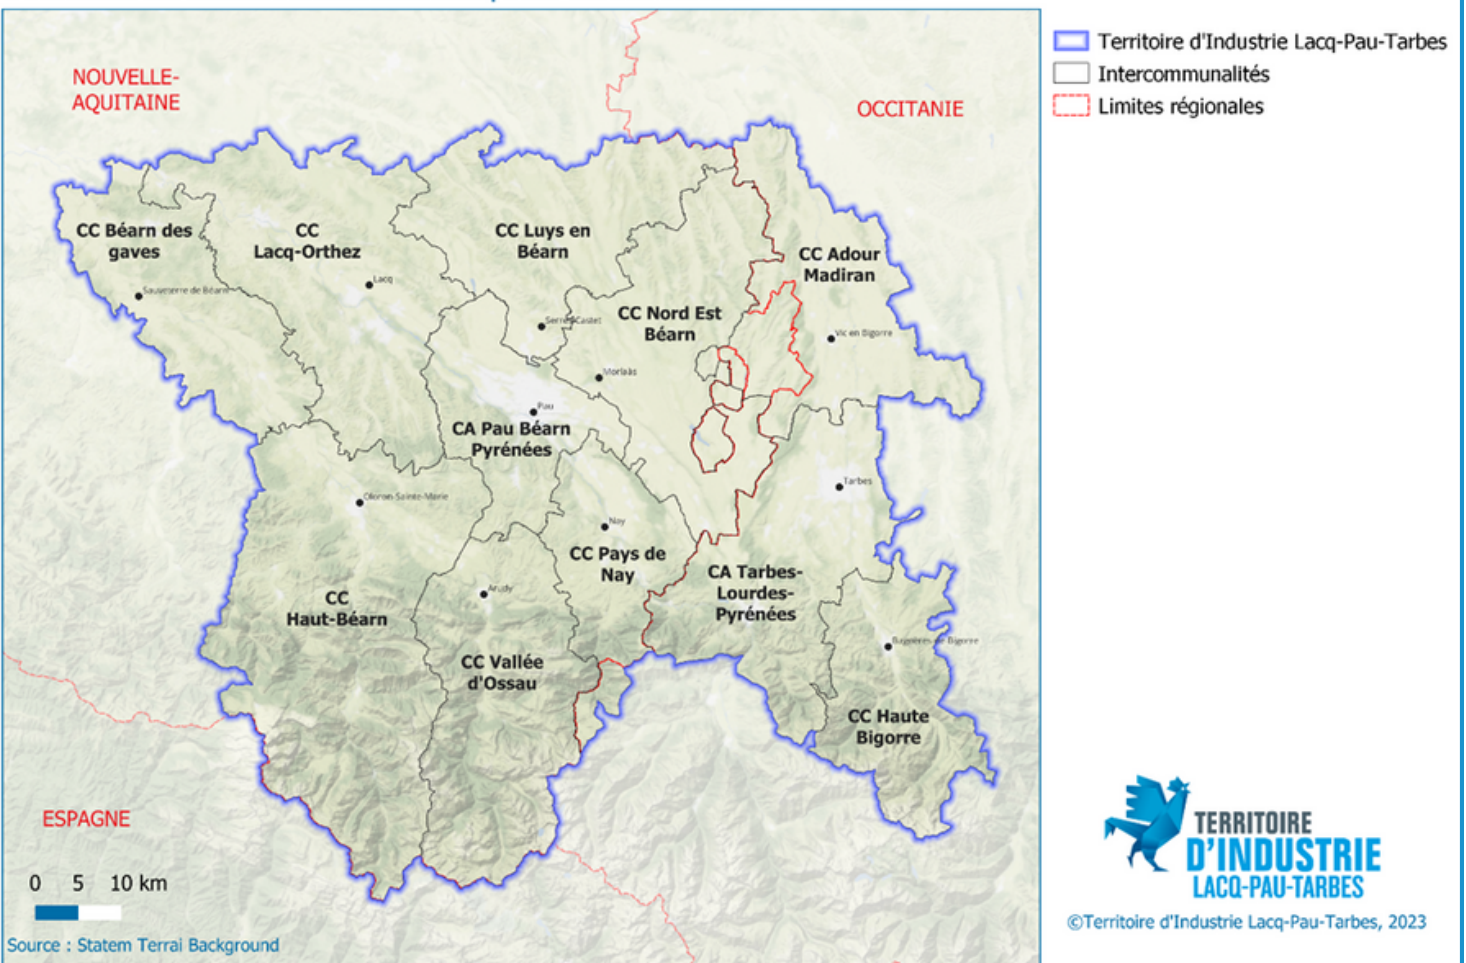 NOUVELLE-
AQUITAINE
OCCITANIE
Territoire d'Industrie Lacq-Pau-Tarbes
Intercommunalités
Limites régionales
CC Béarn des
gaves
CC
Lacq-Orthez
CC Luys en
Béarn
CC Adour
Madiran
Lacq
Sauveterre de Béarn
CC Nord Est
Béarn
Serres-Castet
Vic en Bigorre
Morlaàs
Pau
CA Pau Béarn
Pyrénées
Tarbes
Oloron-Sainte-Marie
Nay
CC Pays de
Nay
CA Tarbes-
Lourdes-
Pyrénées
Arudy
CC
Haut-Béarn
Bagnères-de-Bigorre
CC Vallée
d'Ossau
CC Haute
Bigorre
ESPAGNE
0 5 10 km
Source : Statem Terrai Background
TERRITOIRE
D'INDUSTRIE
LACQ-PAU-TARBES
©Territoire d'Industrie Lacq-Pau-Tarbes, 2023